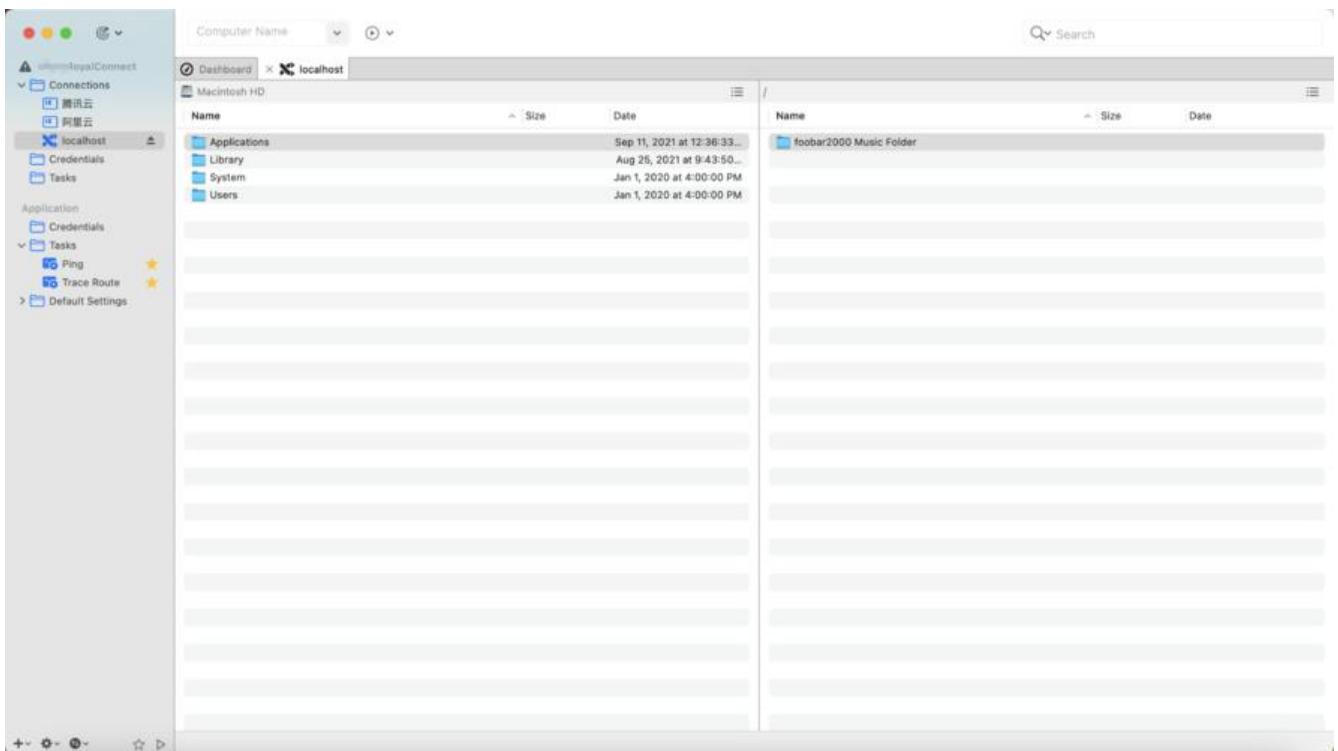 Computer Name
Search
loyalConnect
Connections
腾讯云
阿里云
localhost
Credentials
Tasks
Application
Credentials
Tasks
Ping
Trace Route
Default Settings
Dashboard
localhost
Macintosh HD
Name Size Date
Applications Sep 11, 2021 at 12:36:33...
Library Aug 25, 2021 at 9:43:50...
System Jan 1, 2020 at 4:00:00 PM
Users Jan 1, 2020 at 4:00:00 PM
/
Name Size Date
foobar2000 Music Folder